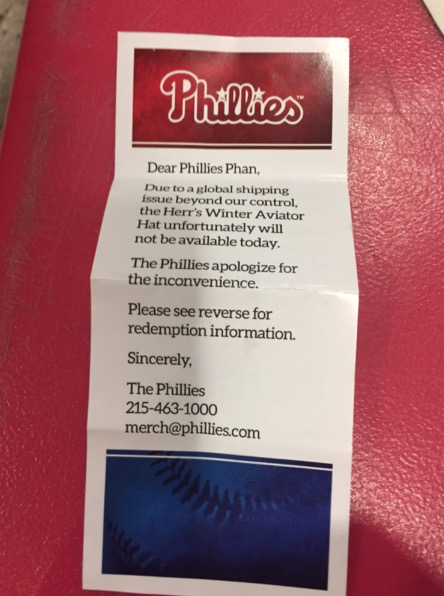 Phillies™
Dear Phillies Phan,
Due to a global shipping
issue beyond our control,
the Herr's Winter Aviator
Hat unfortunately will
not be available today.
The Phillies apologize for
the inconvenience.
Please see reverse for
redemption information.
Sincerely,
The Phillies
215-463-1000
merch@phillies.com